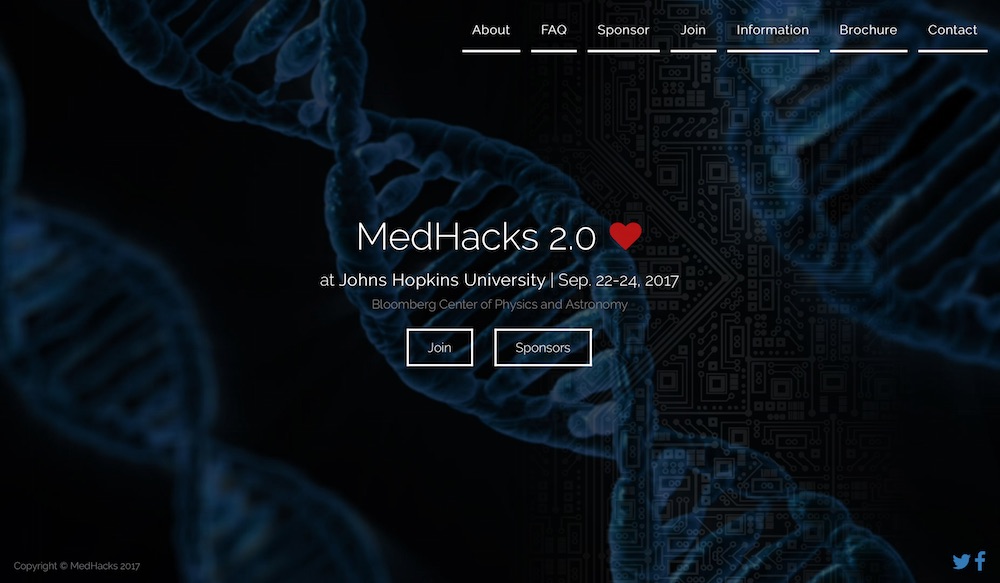 About FAQ Sponsor Join Information Brochure Contact
MedHacks 2.0
at Johns Hopkins University | Sep. 22-24, 2017
Bloomberg Center of Physics and Astronomy
Join Sponsors
Copyright © MedHacks 2017